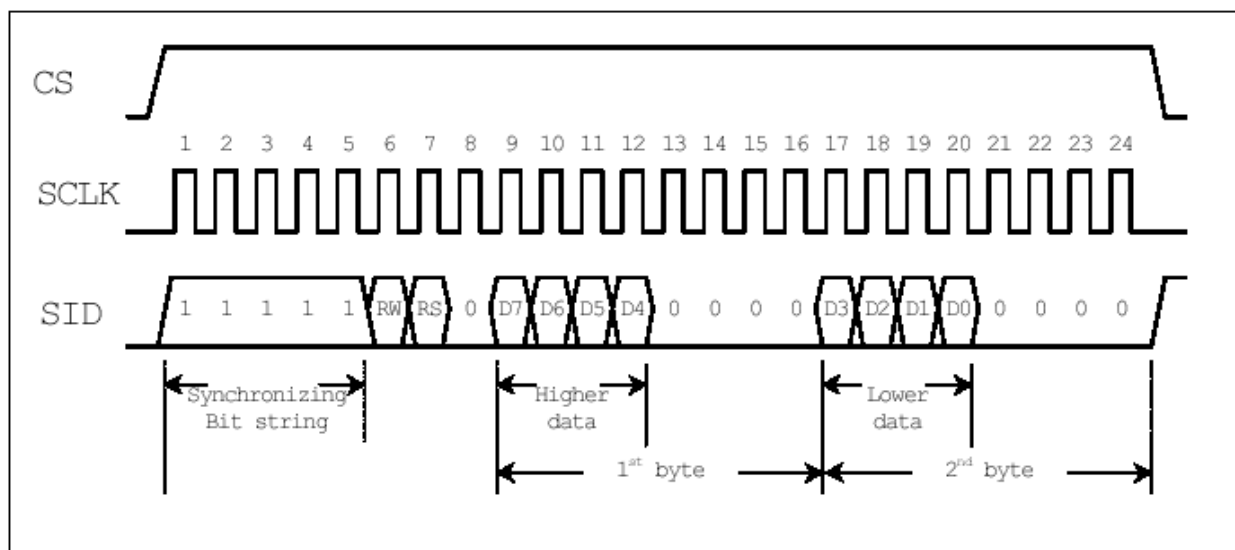 CS
1 2 3 4 5 6 7 8 9 10 11 12 13 14 15 16 17 18 19 20 21 22 23 24
SCLK
SID 1 1 1 1 1 RW RS 0 D7 D6 D5 D4 0 0 0 0 D3 D2 D1 D0 0 0 0 0
Synchronizing Higher Lower
Bit string data data
1st byte 2nd byte